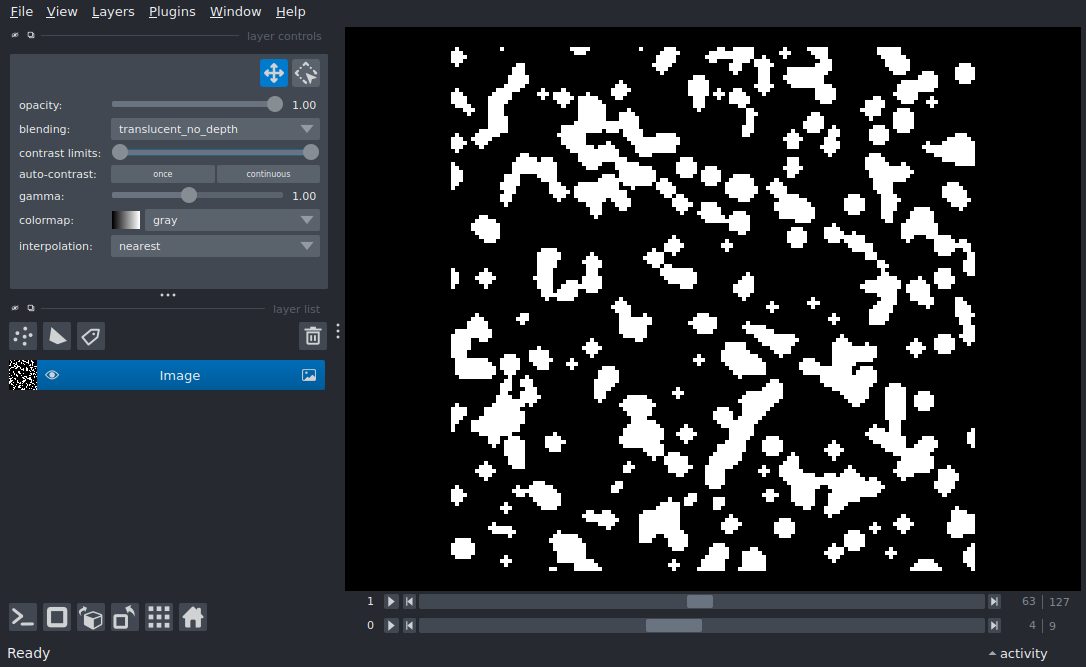 File View Layers Plugins Window Help
layer controls
opacity: 1.00
blending: translucent_no_depth
contrast limits:
auto-contrast: once continuous
gamma: 1.00
colormap: gray
interpolation: nearest
layer list
Image
1 63 127
0 4 9
Ready activity